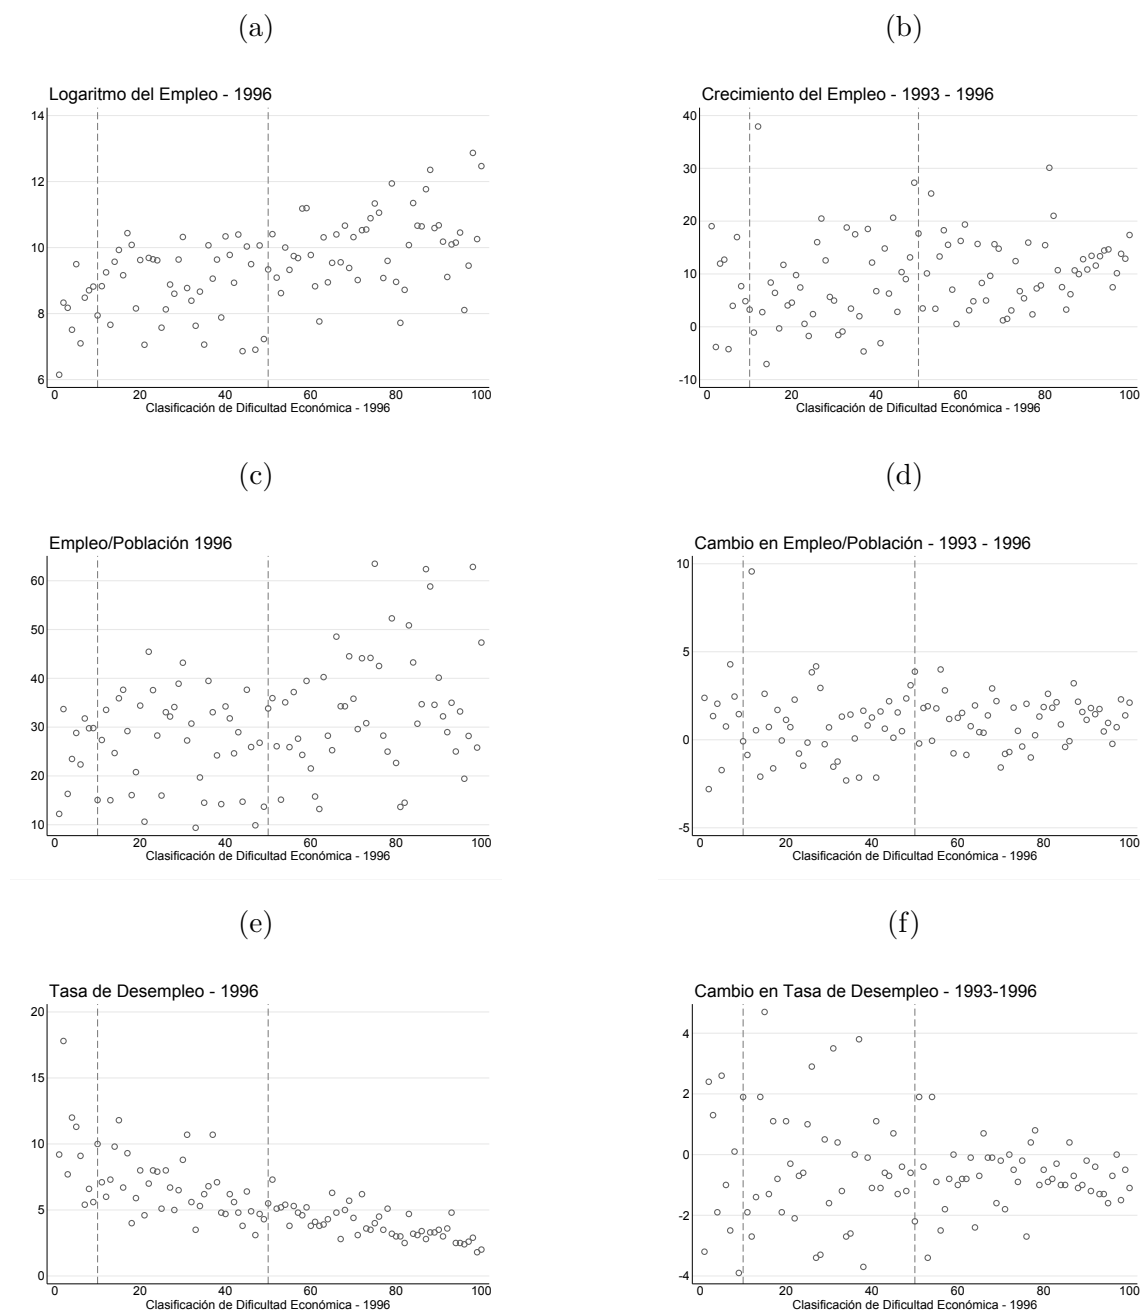 (a)
Logaritmo del Empleo - 1996
14
12
10
8
6
0 20 40 60 80 100
Clasificación de Dificultad Económica - 1996
(b)
Crecimiento del Empleo - 1993 - 1996
40
30
20
10
0
-10
0 20 40 60 80 100
Clasificación de Dificultad Económica - 1996
(c)
Empleo/Población 1996
60
50
40
30
20
10
0 20 40 60 80 100
Clasificación de Dificultad Económica - 1996
(d)
Cambio en Empleo/Población - 1993 - 1996
10
5
0
-5
0 20 40 60 80 100
Clasificación de Dificultad Económica - 1996
(e)
Tasa de Desempleo - 1996
20
15
10
5
0
0 20 40 60 80 100
Clasificación de Dificultad Económica - 1996
(f)
Cambio en Tasa de Desempleo - 1993-1996
4
2
0
-2
-4
0 20 40 60 80 100
Clasificación de Dificultad Económica - 1996